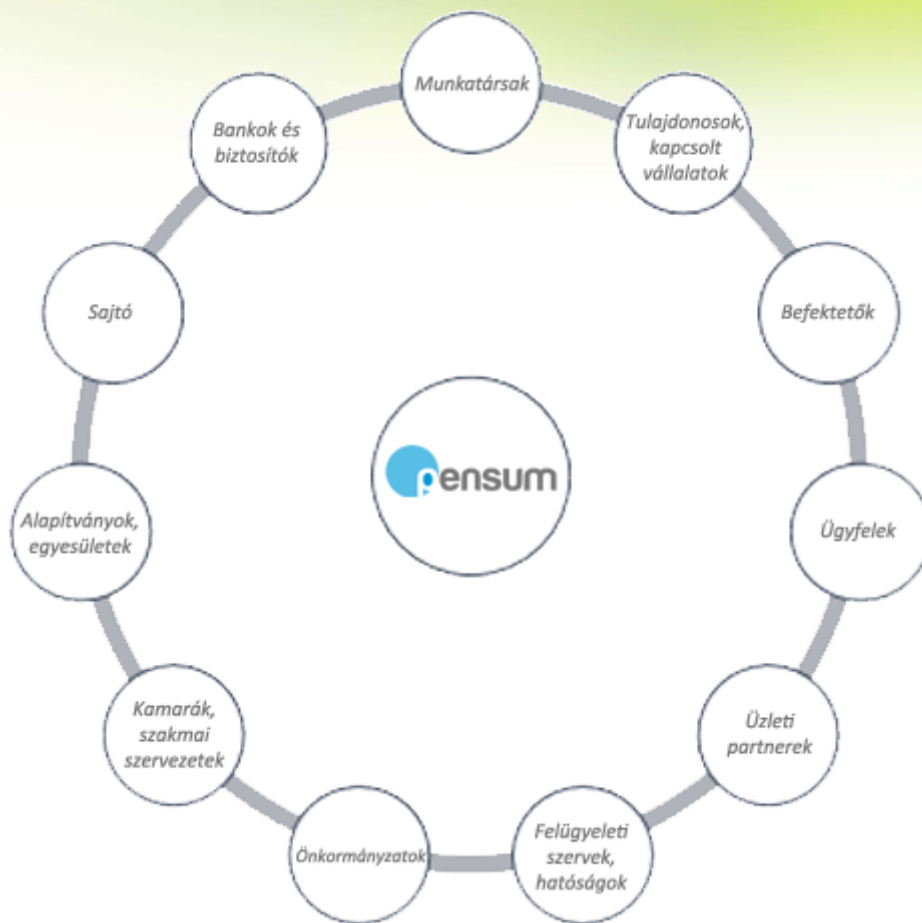 Munkatársak
Tulajdonosok,
kapcsolt
vállalatok
Befektetők
Ügyfelek
Üzleti
partnerek
Felügyeleti
szervek,
hatóságok
Önkormányzatok
Kamarák,
szakmai
szervezetek
Alapítványok,
egyesületek
Sajtó
Bankok és
biztosítók
pensum